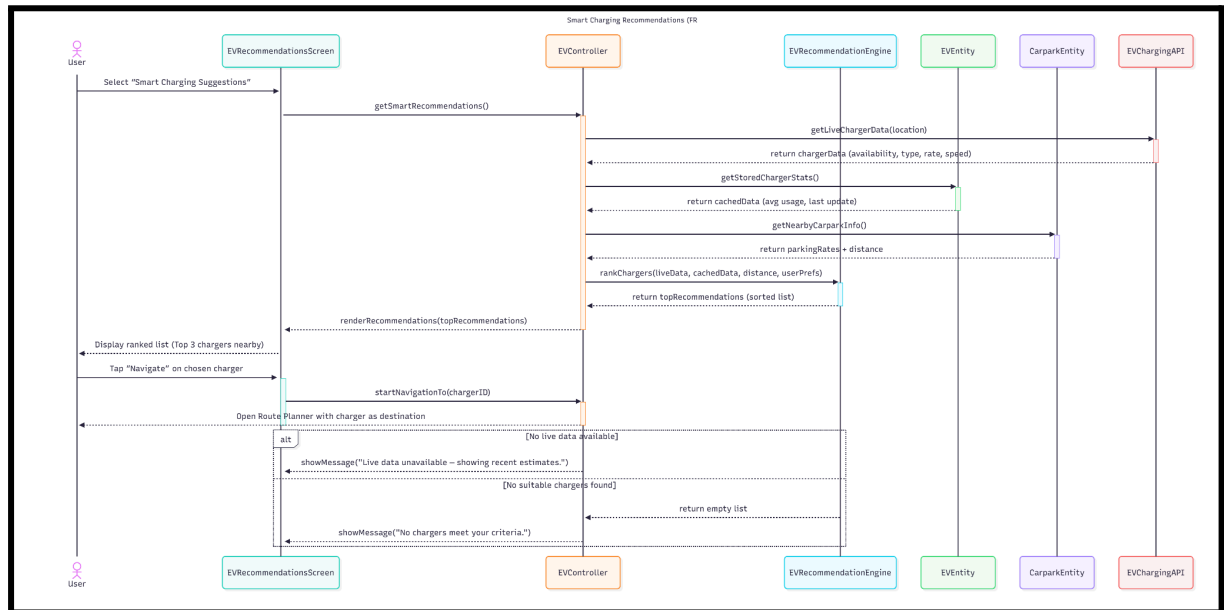 Smart Charging Recommendations (FR
User
EVRecommendationsScreen
EVController
EVRecommendationEngine
EVEntity
CarparkEntity
EVChargingAPI
Select “Smart Charging Suggestions”
getSmartRecommendations()
getLiveChargerData(location)
return chargerData (availability, type, rate, speed)
getStoredChargerStats()
return cachedData (avg usage, last update)
getNearbyCarparkInfo()
return parkingRates + distance
rankChargers(liveData, cachedData, distance, userPrefs)
return topRecommendations (sorted list)
renderRecommendations(topRecommendations)
Display ranked list (Top 3 chargers nearby)
Tap “Navigate” on chosen charger
startNavigationTo(chargerID)
Open Route Planner with charger as destination
alt
[No live data available]
showMessage("Live data unavailable — showing recent estimates.")
[No suitable chargers found]
return empty list
showMessage("No chargers meet your criteria.")
User
EVRecommendationsScreen
EVController
EVRecommendationEngine
EVEntity
CarparkEntity
EVChargingAPI